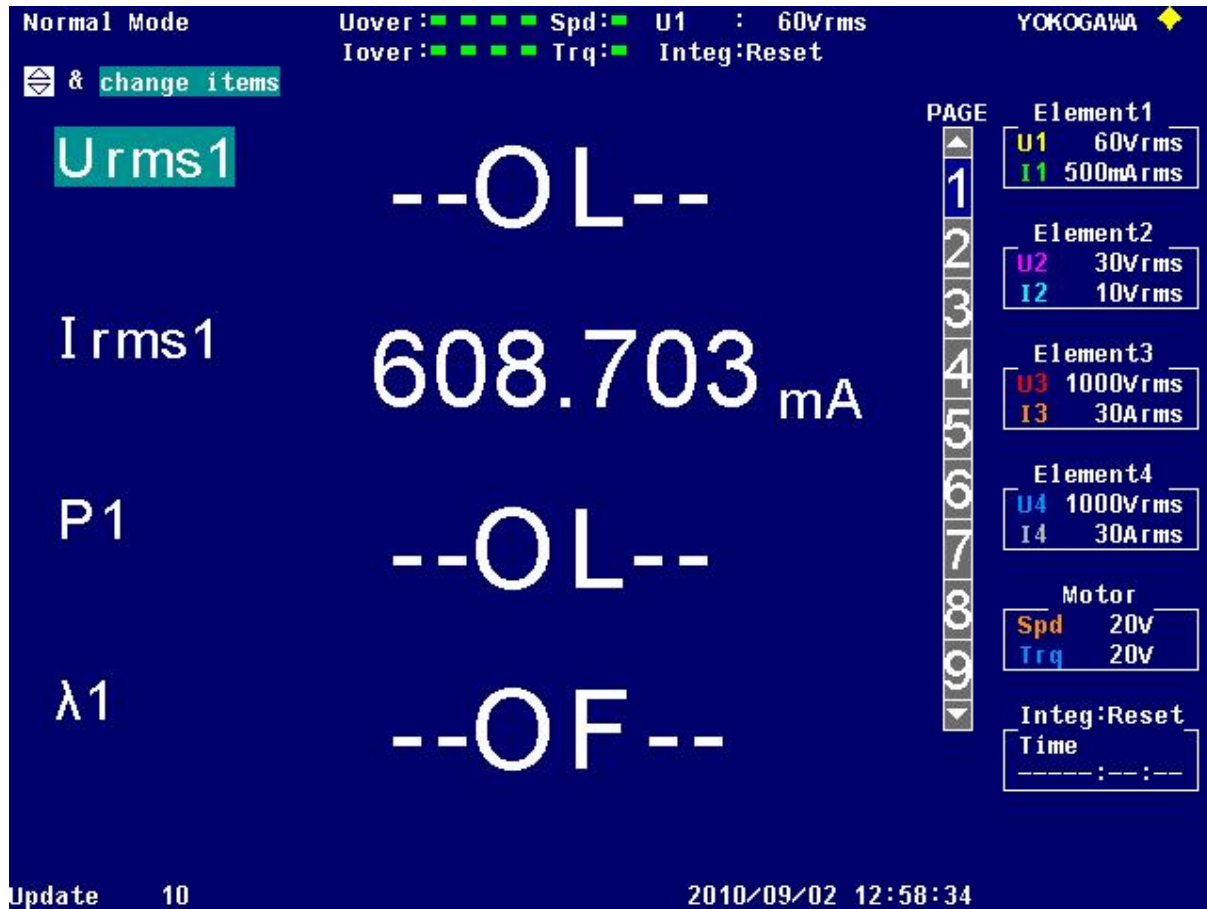 Normal Mode
Uover: Spd: U1 : 60Vrms
YOKOGAWA
Iover: Trq: Integ:Reset
& change items
Urms1 --OL--
Irms1 608.703 mA
P1 --OL--
λ1 --OF--
PAGE
1
2
3
4
5
6
7
8
9
Element1
U1 60Vrms
I1 500mArms
Element2
U2 30Vrms
I2 10Vrms
Element3
U3 1000Vrms
I3 30Arms
Element4
U4 1000Vrms
I4 30Arms
Motor
Spd 20V
Trq 20V
Integ:Reset
Time
-----:--:--
Update 10
2010/09/02 12:58:34